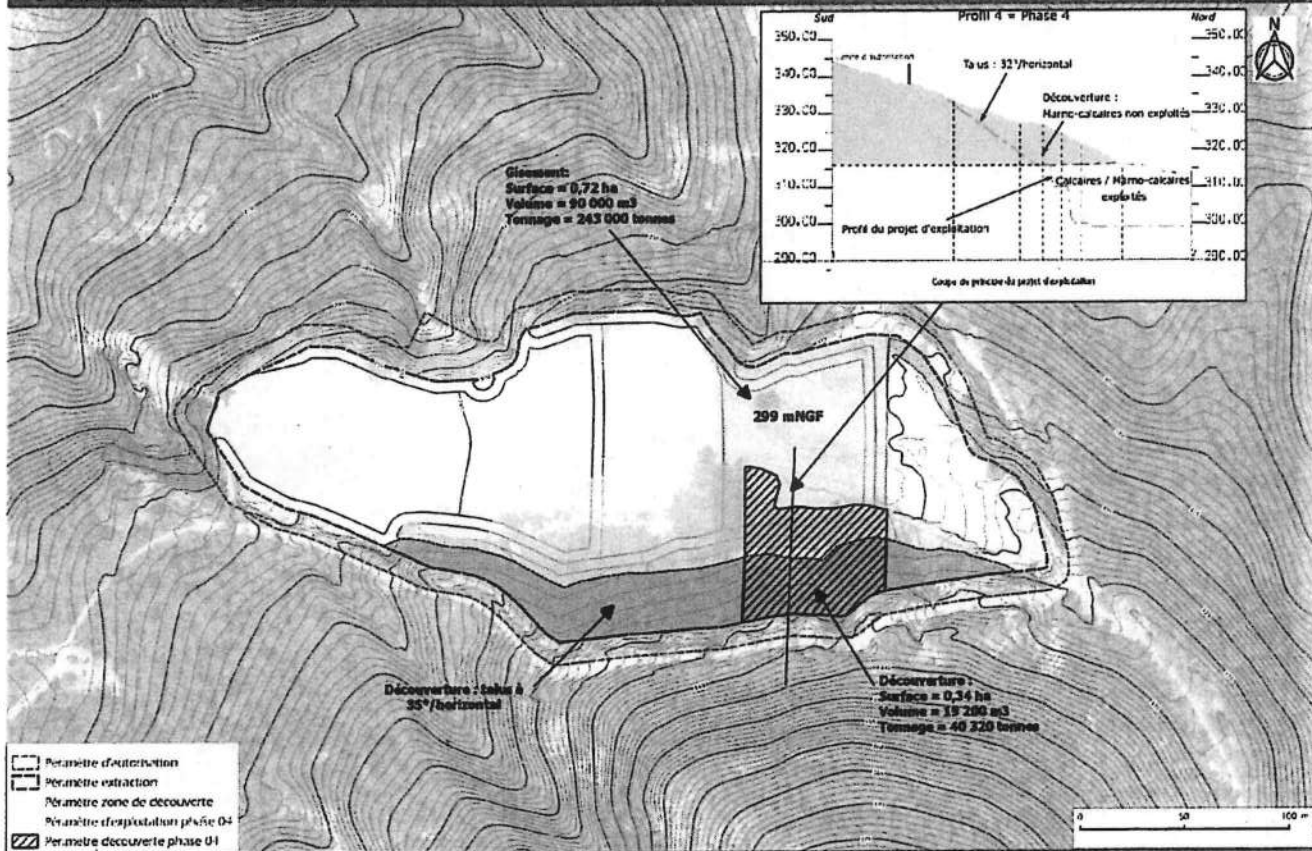 Sud
Profil 4 = Phase 4
Nord
N
350.00
350.00
340.00
340.00
330.00
330.00
320.00
320.00
310.00
310.00
300.00
300.00
290.00
290.00
Talus : 32°/horizontal
Découverture :
Marno-calcaires non exploités
Calcaires / Marno-calcaires
exploités
Profil du projet d'exploitation
Coupe de principe du projet d'exploitation
Gisement:
Surface = 0,72 ha
Volume = 90 000 m3
Tonnage = 243 000 tonnes
299 mNGF
Découverture : talus à
35°/horizontal
Découverture :
Surface = 0,34 ha
Volume = 19 200 m3
Tonnage = 40 320 tonnes
Périmètre d'autorisation
Périmètre extraction
Périmètre zone de découverte
Périmètre d'exploitation phase 04
Périmètre découverte phase 04
0 50 100 m